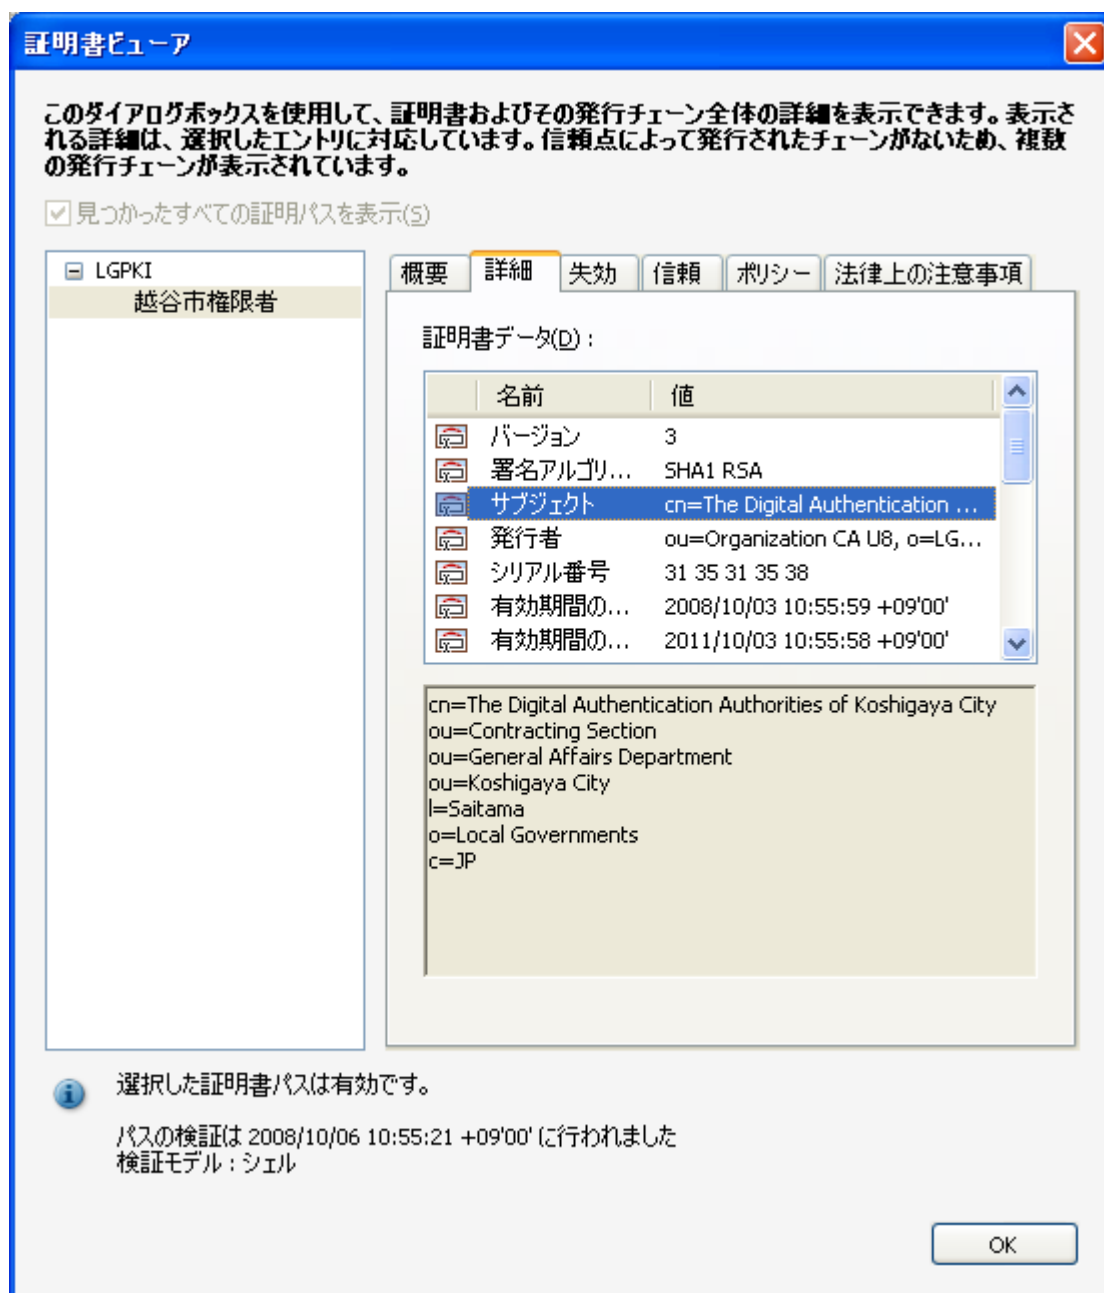 証明書ビューア
このダイアログボックスを使用して、証明書およびその発行チェーン全体の詳細を表示できます。表示さ
れる詳細は、選択したエントリに対応しています。信頼点によって発行されたチェーンがないため、複数
の発行チェーンが表示されています。
見つかったすべての証明パスを表示(S)
LGPKI
越谷市権限者
概要 詳細 失効 信頼 ポリシー 法律上の注意事項
証明書データ(D)：
名前 値
バージョン 3
署名アルゴリ... SHA1 RSA
サブジェクト cn=The Digital Authentication ...
発行者 ou=Organization CA U8, o=LG...
シリアル番号 31 35 31 35 38
有効期間の... 2008/10/03 10:55:59 +09'00'
有効期間の... 2011/10/03 10:55:58 +09'00'
cn=The Digital Authentication Authorities of Koshigaya City
ou=Contracting Section
ou=General Affairs Department
ou=Koshigaya City
l=Saitama
o=Local Governments
c=JP
選択した証明書パスは有効です。
パスの検証は 2008/10/06 10:55:21 +09'00' に行われました
検証モデル：シェル
OK